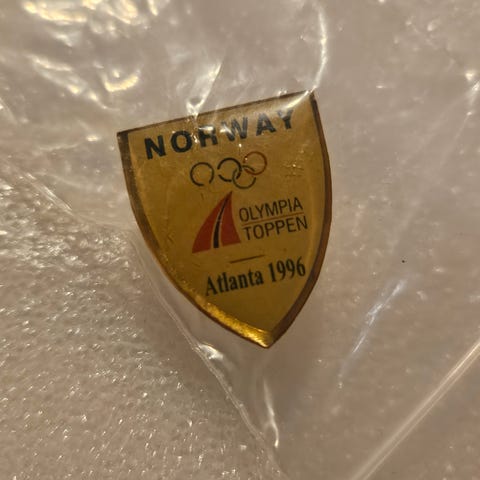 NORWAY
OLYMPIA
TOPPEN
Atlanta 1996